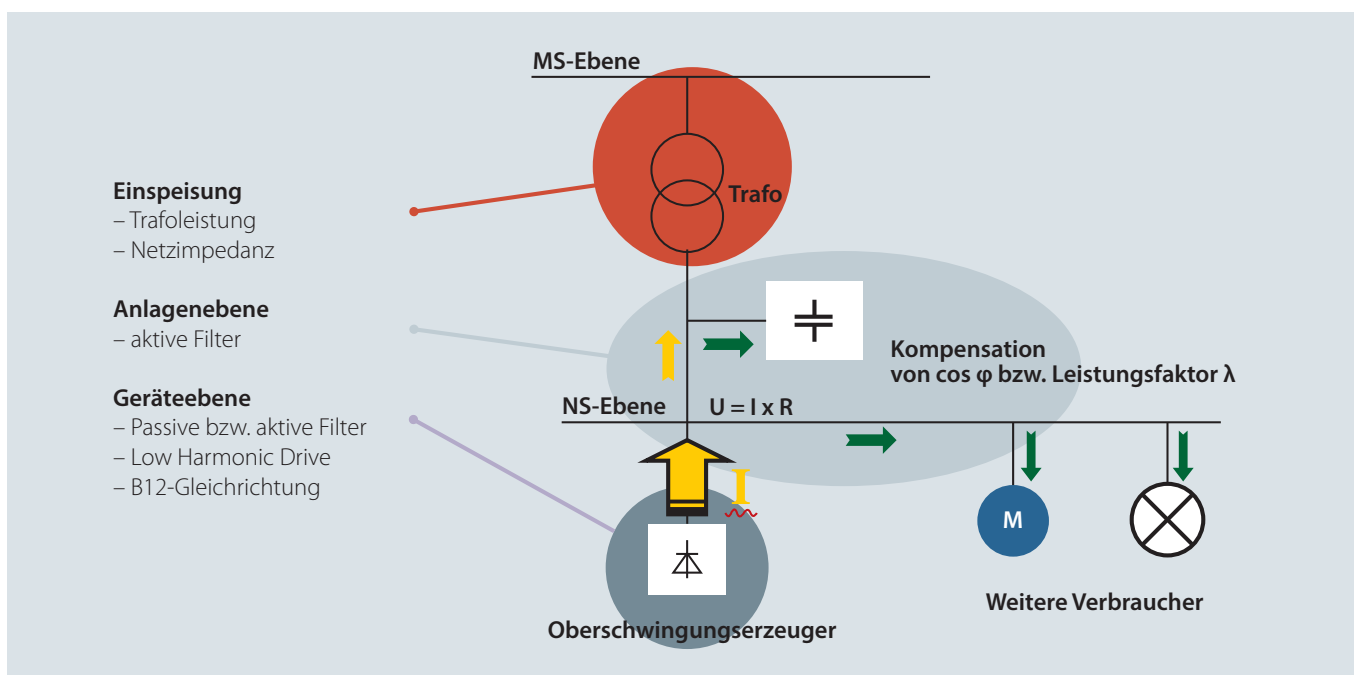 MS-Ebene
Trafo
Einspeisung
– Trafoleistung
– Netzimpedanz
Anlagenebene
– aktive Filter
Geräteebene
– Passive bzw. aktive Filter
– Low Harmonic Drive
– B12-Gleichrichtung
Kompensation
von cos φ bzw. Leistungsfaktor λ
NS-Ebene
U = I x R
I
M
Weitere Verbraucher
Oberschwingungserzeuger